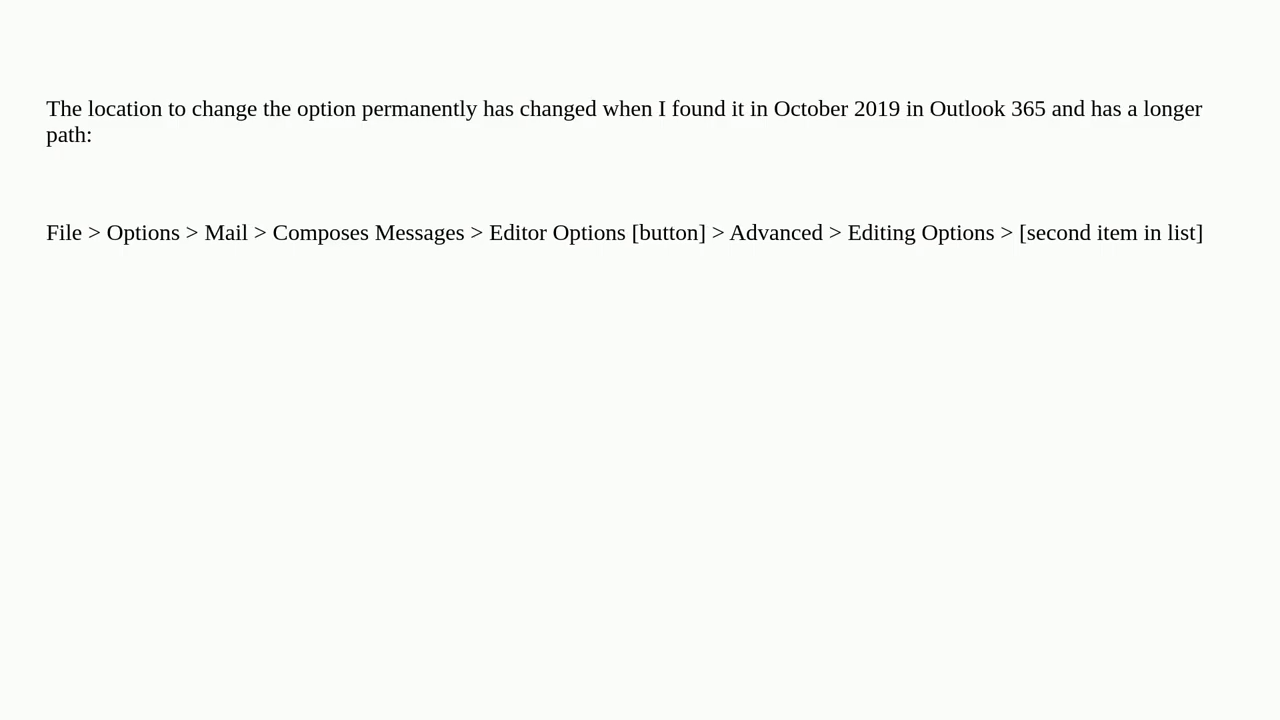 The location to change the option permanently has changed when I found it in October 2019 in Outlook 365 and has a longer
path:
File > Options > Mail > Composes Messages > Editor Options [button] > Advanced > Editing Options > [second item in list]